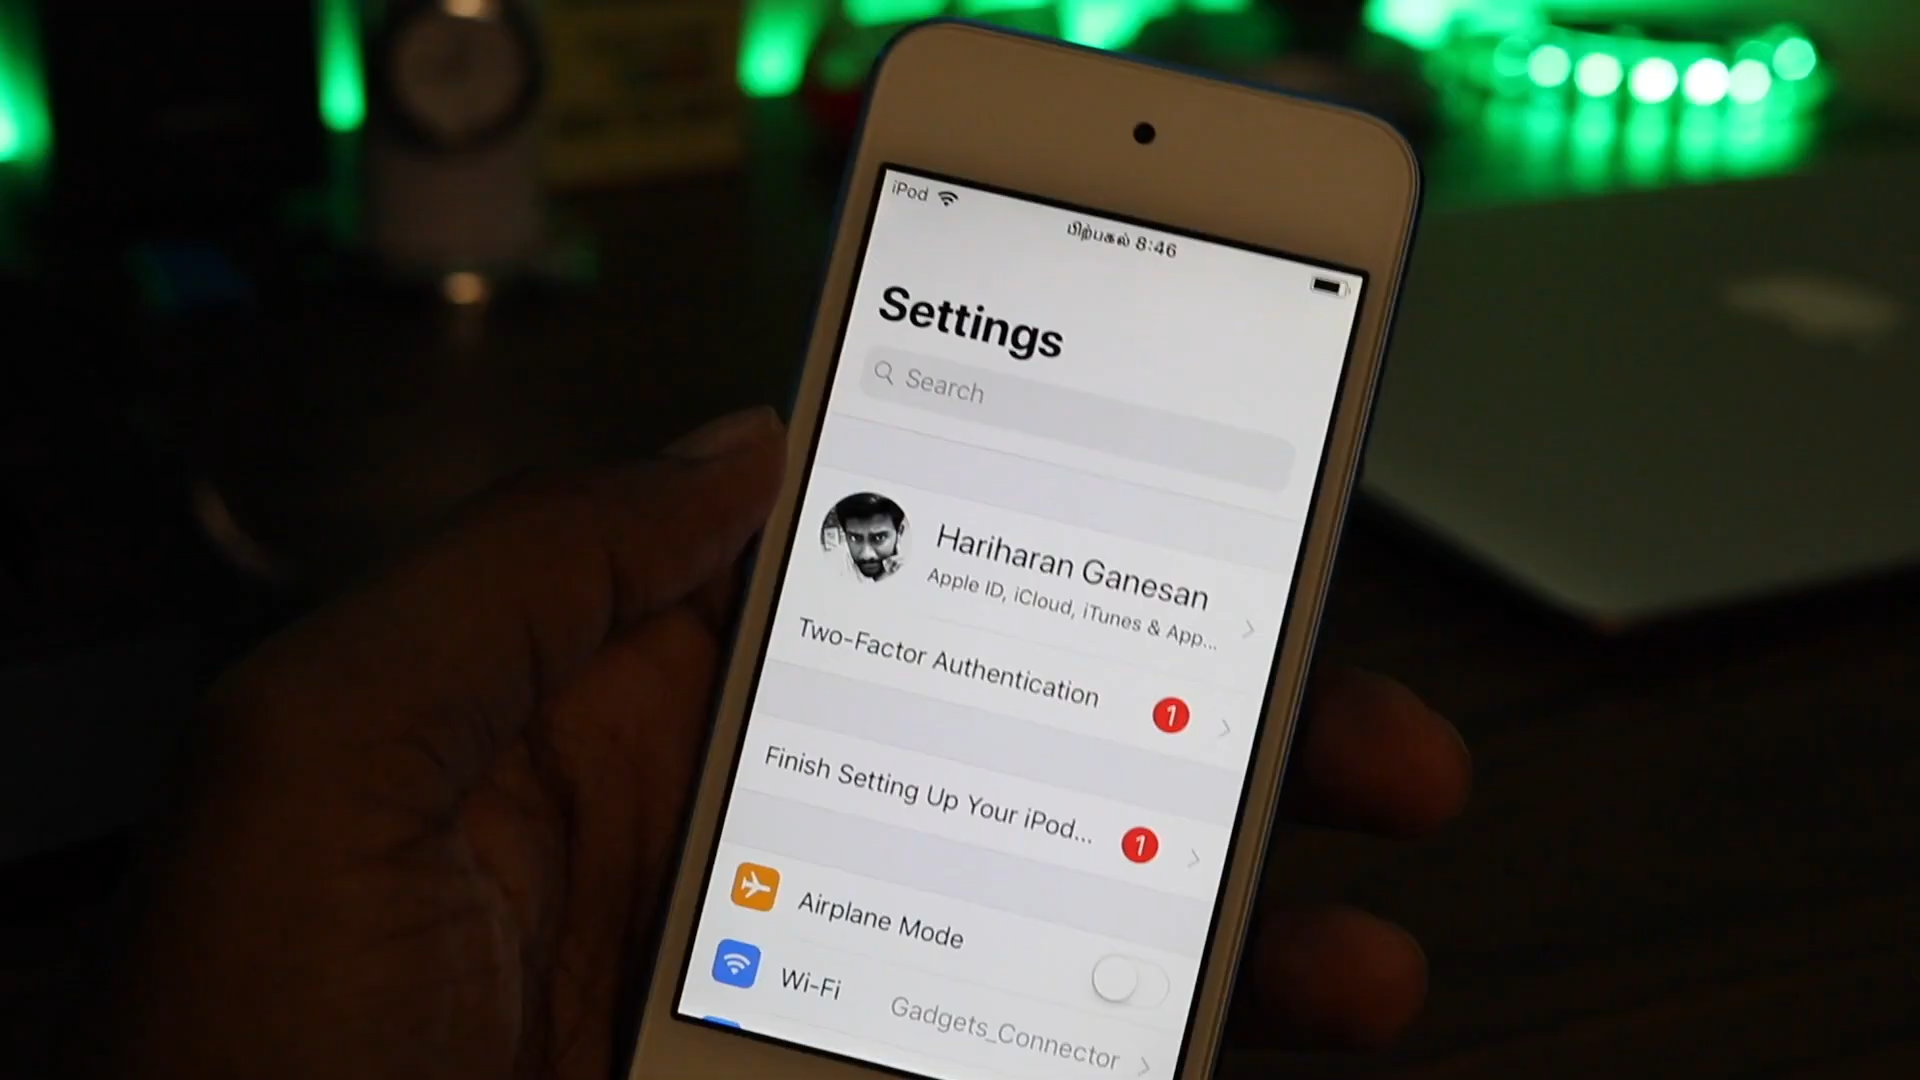 iPod
பிற்பகல் 8:46
Settings
Search
Hariharan Ganesan
Apple ID, iCloud, iTunes & App...
Two-Factor Authentication
1
Finish Setting Up Your iPod...
1
Airplane Mode
Wi-Fi
Gadgets_Connector